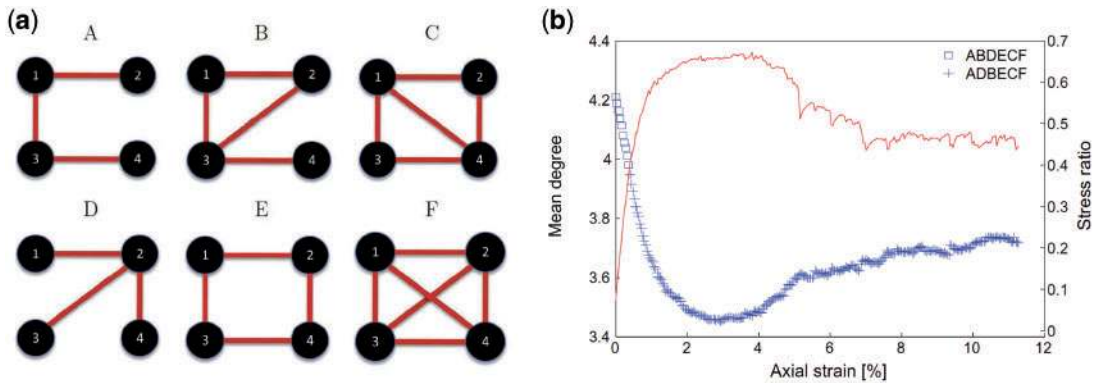 (a)
A B C
1 2 1 2 1 2
3 4 3 4 3 4
D E F
1 2 1 2 1 2
3 4 3 4 3 4
(b)
ABDECF
ADBECF
4.4
4.2
4
3.8
3.6
3.4
Mean degree
0.7
0.6
0.5
0.4
0.3
0.2
0.1
0
Stress ratio
0 2 4 6 8 10 12
Axial strain [%]